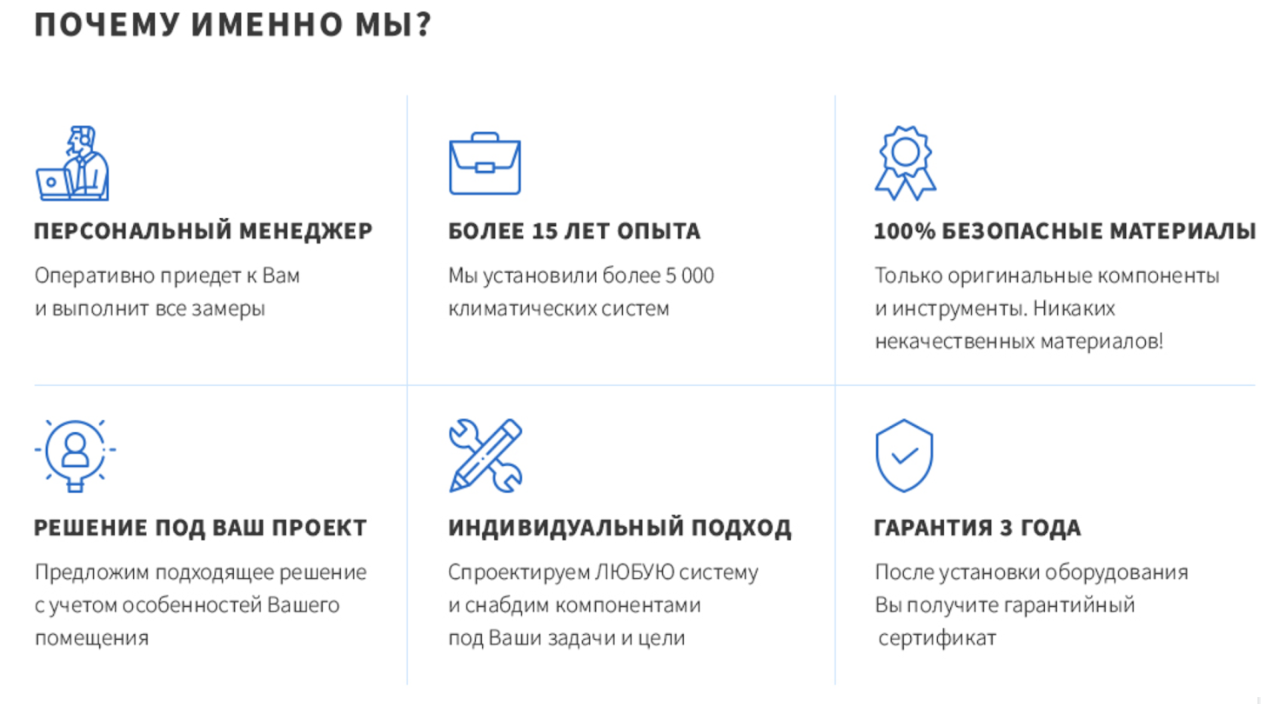 ПОЧЕМУ ИМЕННО МЫ?
ПЕРСОНАЛЬНЫЙ МЕНЕДЖЕР
Оперативно приедет к Вам
и выполнит все замеры
БОЛЕЕ 15 ЛЕТ ОПЫТА
Мы установили более 5 000
климатических систем
100% БЕЗОПАСНЫЕ МАТЕРИАЛЫ
Только оригинальные компоненты
и инструменты. Никаких
некачественных материалов!
РЕШЕНИЕ ПОД ВАШ ПРОЕКТ
Предложим подходящее решение
с учетом особенностей Вашего
помещения
ИНДИВИДУАЛЬНЫЙ ПОДХОД
Спроектируем ЛЮБУЮ систему
и снабдим компонентами
под Ваши задачи и цели
ГАРАНТИЯ 3 ГОДА
После установки оборудования
Вы получите гарантийный
сертификат